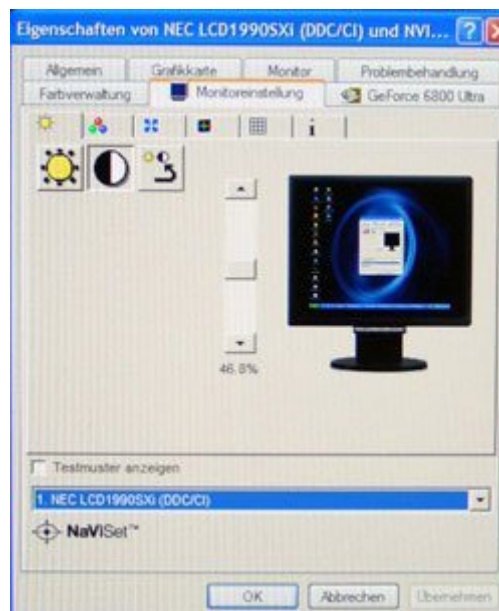 Eigenschaften von NEC LCD1990SXi (DDC/CI) und NVI...
Allgemein Grafikkarte Monitor Problembehandlung
Farbverwaltung Monitoreinstellung GeForce 6800 Ultra
46.8%
Testmuster anzeigen
1. NEC LCD1990SXi (DDC/CI)
NaViSet™
OK Abbrechen Übernehmen